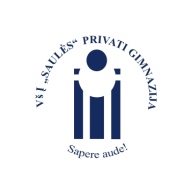 VšĮ „SAULĖS“ PRIVATI GIMNAZIJA
Sapere aude!